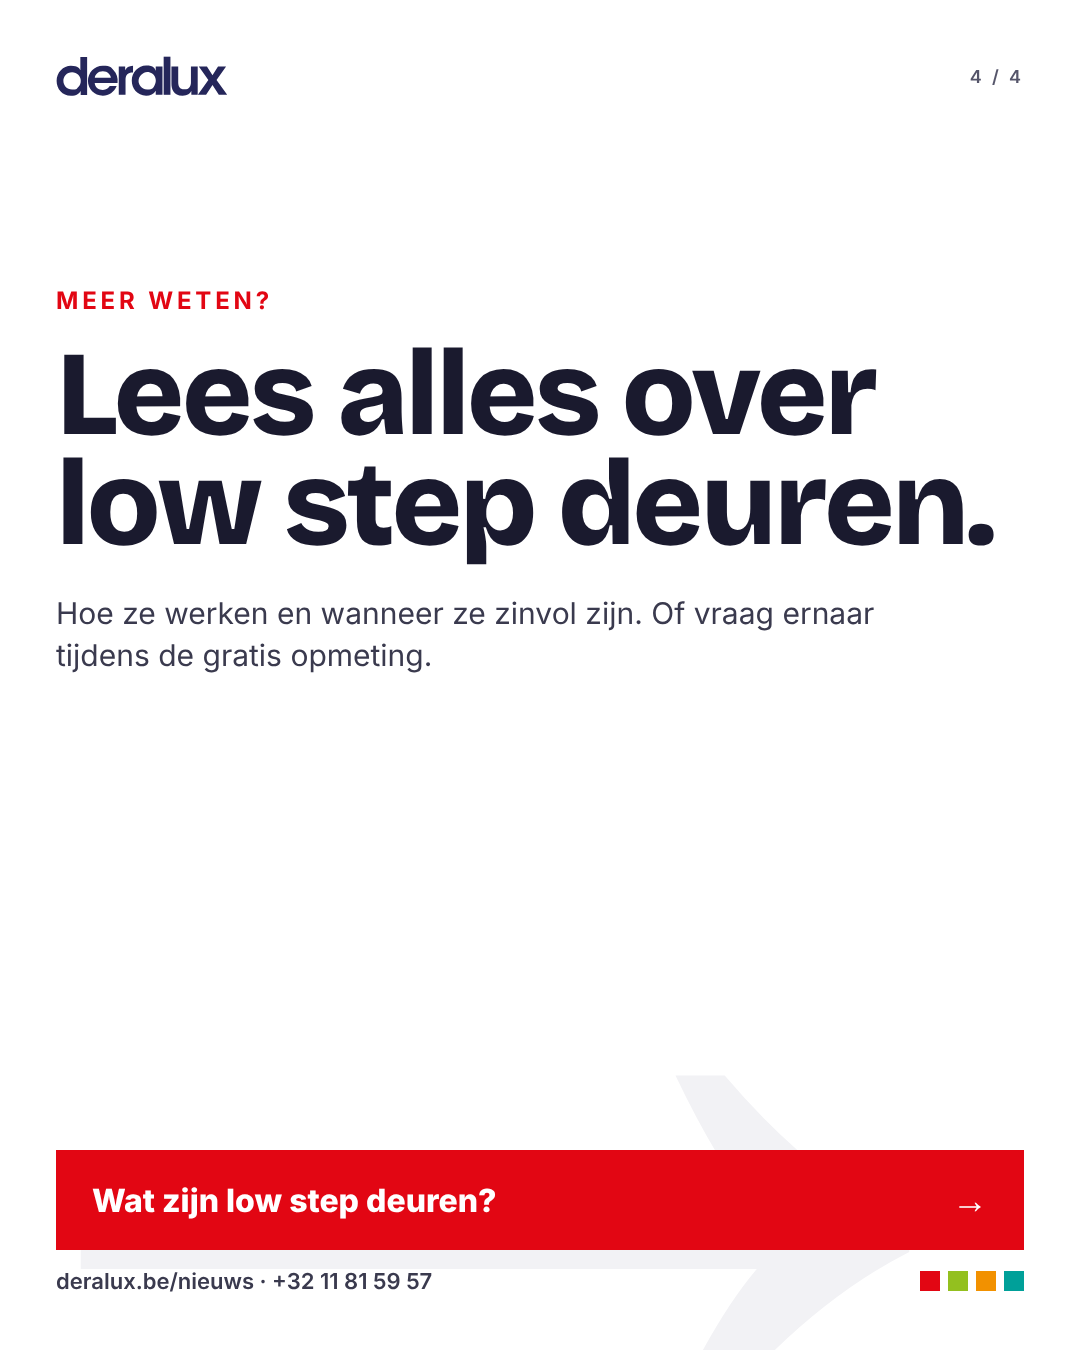 deralux
4 / 4
MEER WETEN?
Lees alles over
low step deuren.
Hoe ze werken en wanneer ze zinvol zijn. Of vraag ernaar
tijdens de gratis opmeting.
Wat zijn low step deuren? →
deralux.be/nieuws · +32 11 81 59 57